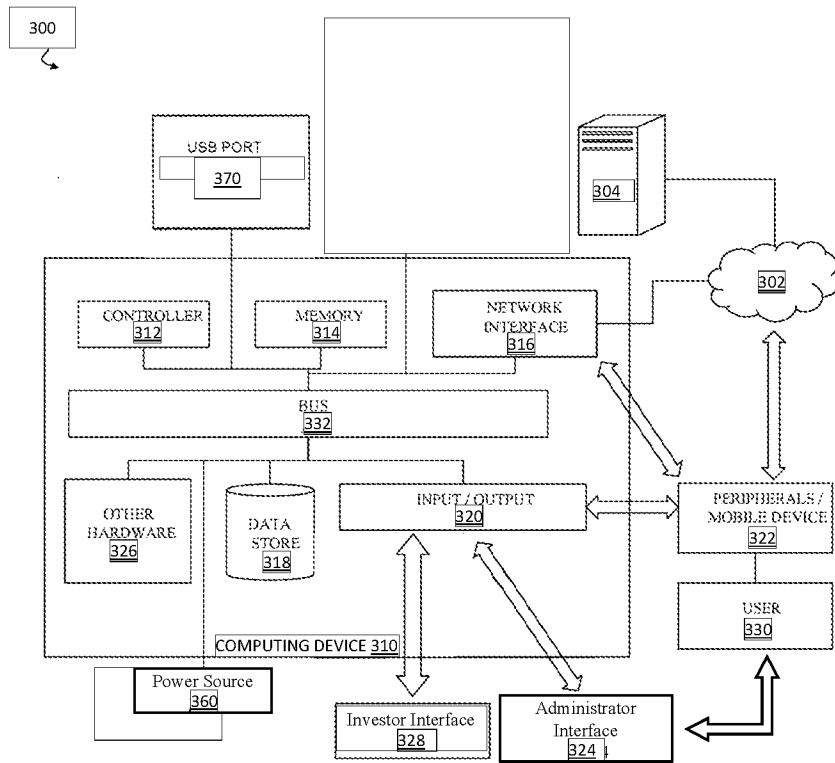 300
USB PORT
370
304
302
CONTROLLER
312
MEMORY
314
NETWORK
INTERFACE
316
BUS
332
OTHER
HARDWARE
326
DATA
STORE
318
INPUT / OUTPUT
320
PERIPHERALS /
MOBILE DEVICE
322
USER
330
COMPUTING DEVICE 310
Power Source
360
Investor Interface
328
Administrator
Interface
324